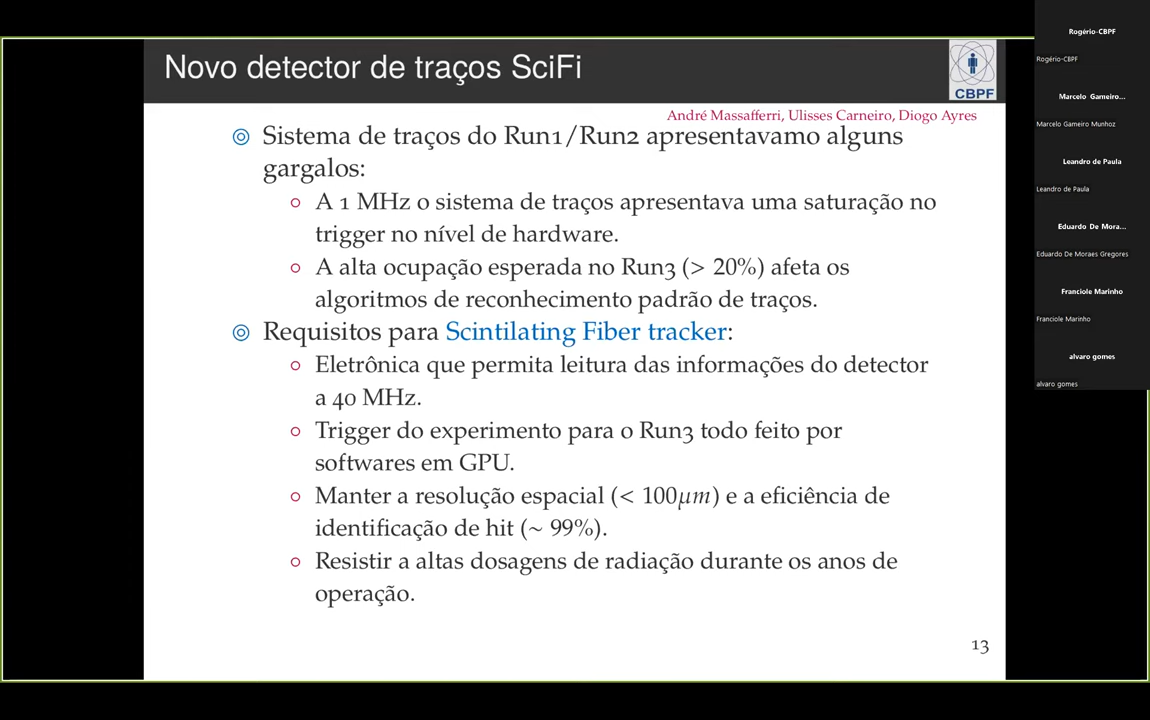 Novo detector de traços SciFi
CBPF
André Massafferri, Ulisses Carneiro, Diogo Ayres
◎ Sistema de traços do Run1/Run2 apresentavamo alguns
gargalos:
○ A 1 MHz o sistema de traços apresentava uma saturação no
trigger no nível de hardware.
○ A alta ocupação esperada no Run3 (> 20%) afeta os
algoritmos de reconhecimento padrão de traços.
◎ Requisitos para Scintilating Fiber tracker:
○ Eletrônica que permita leitura das informações do detector
a 40 MHz.
○ Trigger do experimento para o Run3 todo feito por
softwares em GPU.
○ Manter a resolução espacial (< 100μm) e a eficiência de
identificação de hit (∼ 99%).
○ Resistir a altas dosagens de radiação durante os anos de
operação.
13
Rogério-CBPF
Rogério-CBPF
Marcelo Gameiro...
Marcelo Gameiro Munhoz
Leandro de Paula
Leandro de Paula
Eduardo De Mora...
Eduardo De Moraes Gregores
Franciole Marinho
Franciole Marinho
alvaro gomes
alvaro gomes